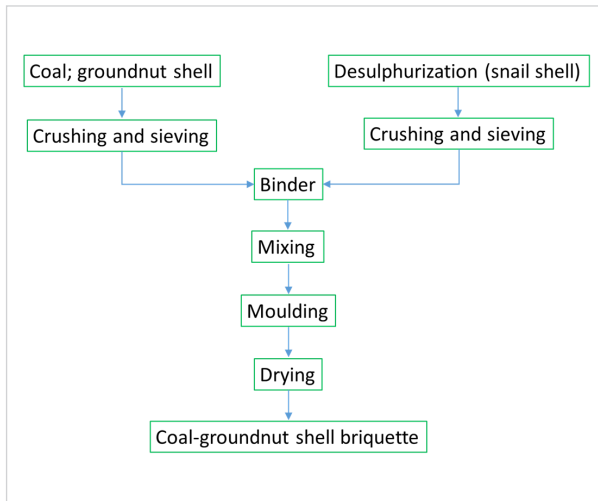 Coal; groundnut shell
Desulphurization (snail shell)
Crushing and sieving
Crushing and sieving
Binder
Mixing
Moulding
Drying
Coal-groundnut shell briquette